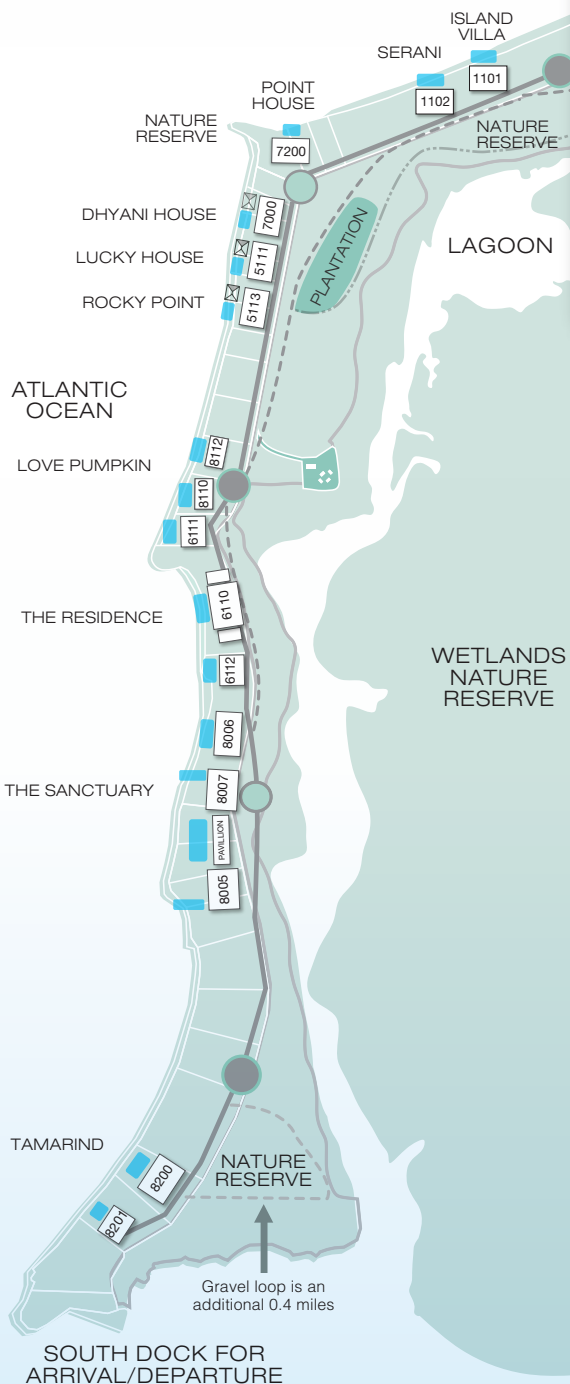 ISLAND
VILLA
SERANI
1101
1102
POINT
HOUSE
NATURE
RESERVE
NATURE
RESERVE
7200
DHYANI HOUSE
7000
LUCKY HOUSE
5111
PLANTATION
LAGOON
ROCKY POINT
5113
ATLANTIC
OCEAN
8112
LOVE PUMPKIN
8110
6111
THE RESIDENCE
6110
6112
WETLANDS
NATURE
RESERVE
8006
THE SANCTUARY
8007
PAVILLION
8005
TAMARIND
8200
NATURE
RESERVE
8201
Gravel loop is an
additional 0.4 miles
SOUTH DOCK FOR
ARRIVAL/DEPARTURE